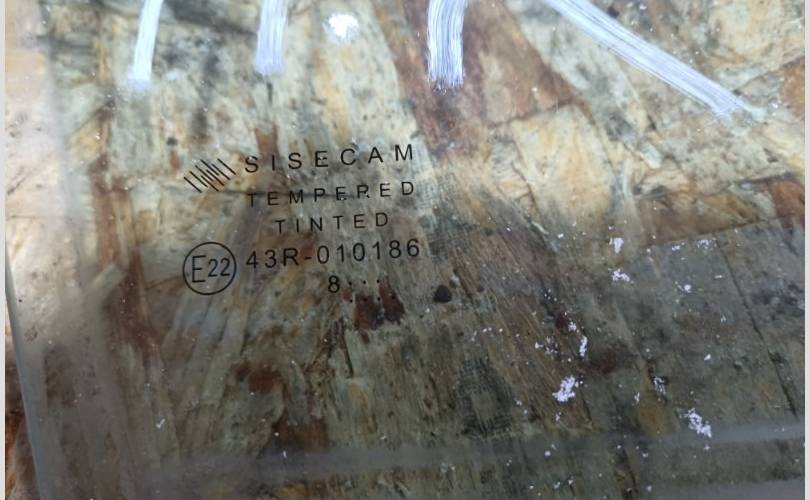 SISECAM
TEMPERED
TINTED
E22 43R-010186
8